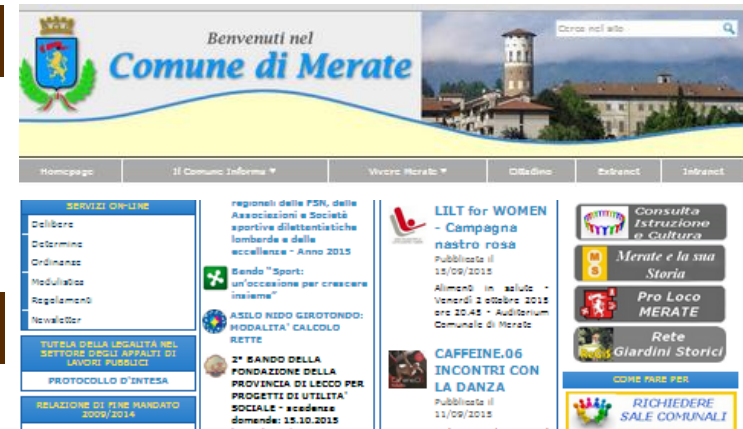 Benvenuti nel
Comune di Merate
Cerca nel sito
Homepage
Il Comune Informa ▼
Vivere Merate ▼
Cittadino
Extranet
Intranet
SERVIZI ON-LINE
Delibere
Determine
Ordinanze
Modulistica
Regolamenti
Newsletter
TUTELA DELLA LEGALITÀ NEL
SETTORE DEGLI APPALTI DI
LAVORI PUBBLICI
PROTOCOLLO D'INTESA
RELAZIONE DI FINE MANDATO
2009/2014
regionali delle FSN, delle
Associazioni e Società
sportive dilettantistiche
lombarde e delle
eccellenze - Anno 2015
Bando "Sport:
un'occasione per crescere
insieme"
ASILO NIDO GIROTONDO:
MODALITA' CALCOLO
RETTE
2° BANDO DELLA
FONDAZIONE DELLA
PROVINCIA DI LECCO PER
PROGETTI DI UTILITA'
SOCIALE - scadenza
domande: 15.10.2015
LILT for WOMEN
- Campagna
nastro rosa
Pubblicata il
15/09/2015
Alimenti in salute -
Venerdì 2 ottobre 2015
ore 20.45 - Auditorium
Comunale di Merate
CAFFEINE.06
INCONTRI CON
LA DANZA
Pubblicata il
11/09/2015
Consulta
Istruzione
e Cultura
M
S
Merate e la sua
Storia
Pro Loco
MERATE
Rete
Giardini Storici
COME FARE PER
RICHIEDERE
SALE COMUNALI